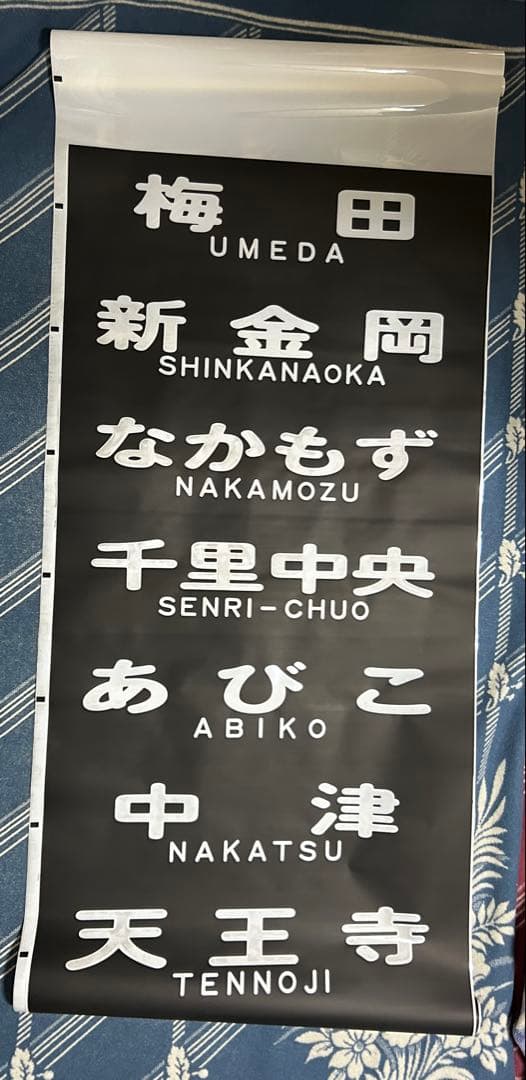 梅田
UMEDA
新金岡
SHINKANAOKA
なかもず
NAKAMOZU
千里中央
SENRI-CHUO
あびこ
ABIKO
中津
NAKATSU
天王寺
TENNOJI